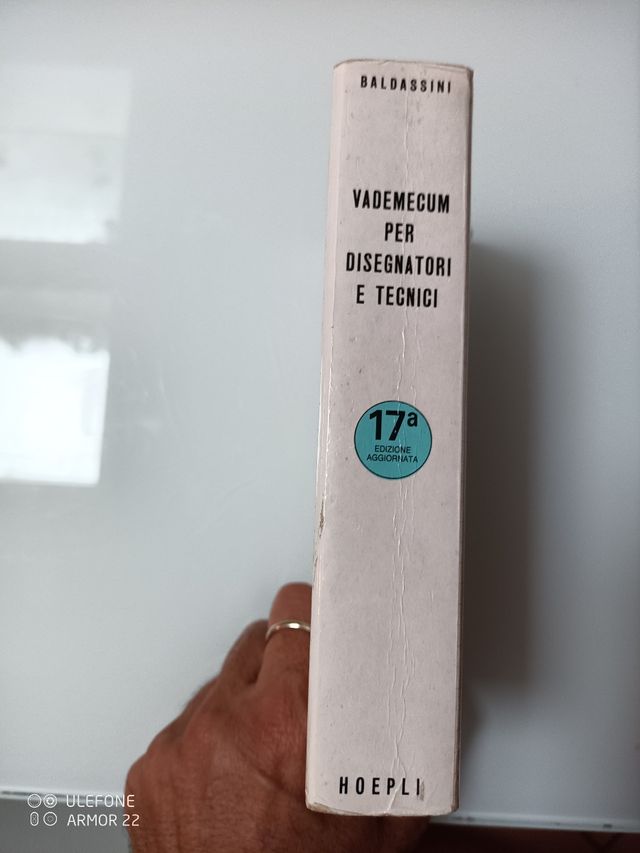 BALDASSINI
VADEMECUM
PER
DISEGNATORI
E TECNICI
17a
EDIZIONE
AGGIORNATA
HOEPLI
ULEFONE
ARMOR 22